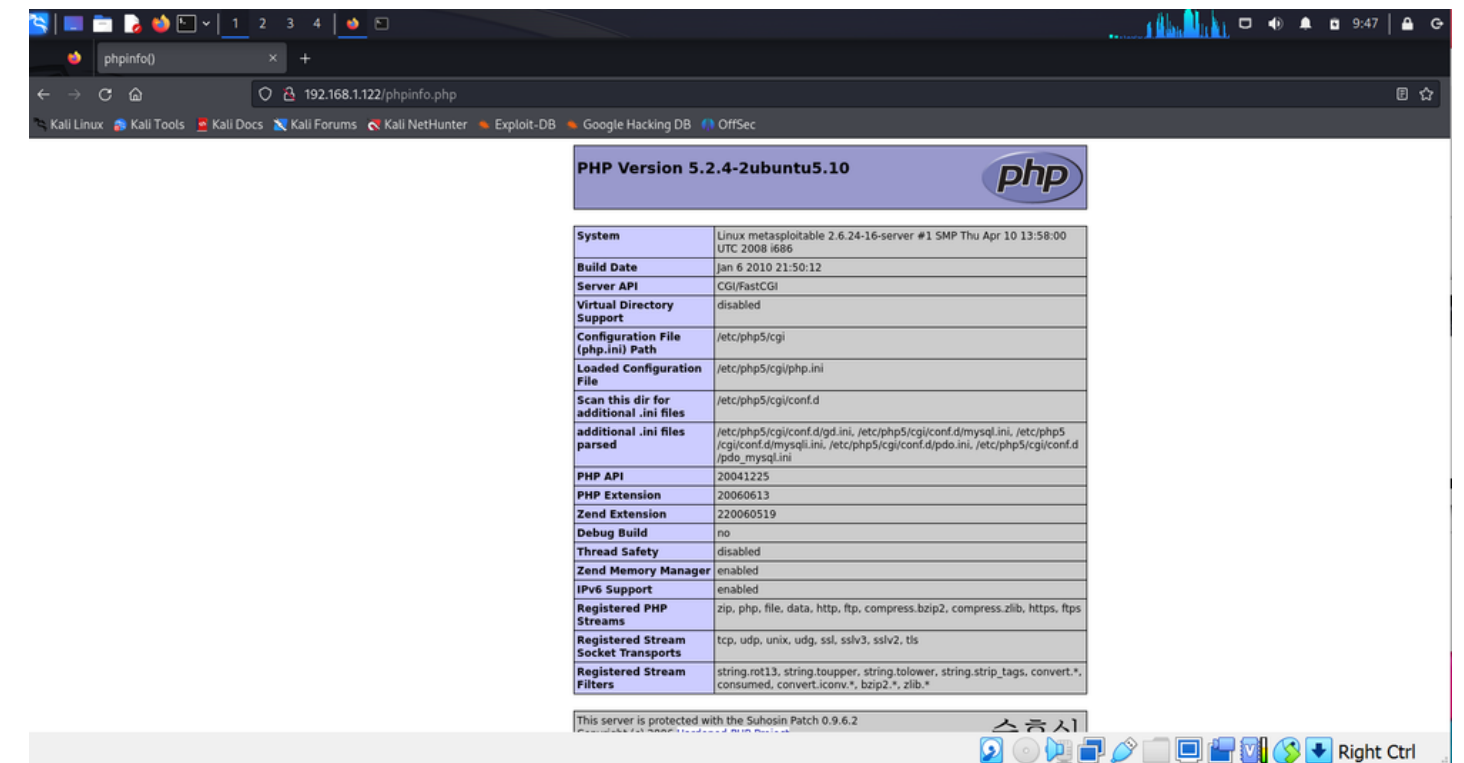 1 2 3 4 9:47
phpinfo()
192.168.1.122/phpinfo.php
Kali Linux Kali Tools Kali Docs Kali Forums Kali NetHunter Exploit-DB Google Hacking DB OffSec
PHP Version 5.2.4-2ubuntu5.10
php
System Linux metasploitable 2.6.24-16-server #1 SMP Thu Apr 10 13:58:00
UTC 2008 i686
Build Date Jan 6 2010 21:50:12
Server API CGI/FastCGI
Virtual Directory disabled
Support
Configuration File /etc/php5/cgi
(php.ini) Path
Loaded Configuration /etc/php5/cgi/php.ini
File
Scan this dir for /etc/php5/cgi/conf.d
additional .ini files
additional .ini files /etc/php5/cgi/conf.d/gd.ini, /etc/php5/cgi/conf.d/mysql.ini, /etc/php5
parsed /cgi/conf.d/mysqli.ini, /etc/php5/cgi/conf.d/pdo.ini, /etc/php5/cgi/conf.d
/pdo_mysql.ini
PHP API 20041225
PHP Extension 20060613
Zend Extension 220060519
Debug Build no
Thread Safety disabled
Zend Memory Manager enabled
IPv6 Support enabled
Registered PHP zip, php, file, data, http, ftp, compress.bzip2, compress.zlib, https, ftps
Streams
Registered Stream tcp, udp, unix, udg, ssl, sslv3, sslv2, tls
Socket Transports
Registered Stream string.rot13, string.toupper, string.tolower, string.strip_tags, convert.*,
Filters consumed, convert.iconv.*, bzip2.*, zlib.*
This server is protected with the Suhosin Patch 0.9.6.2
수호신
Right Ctrl